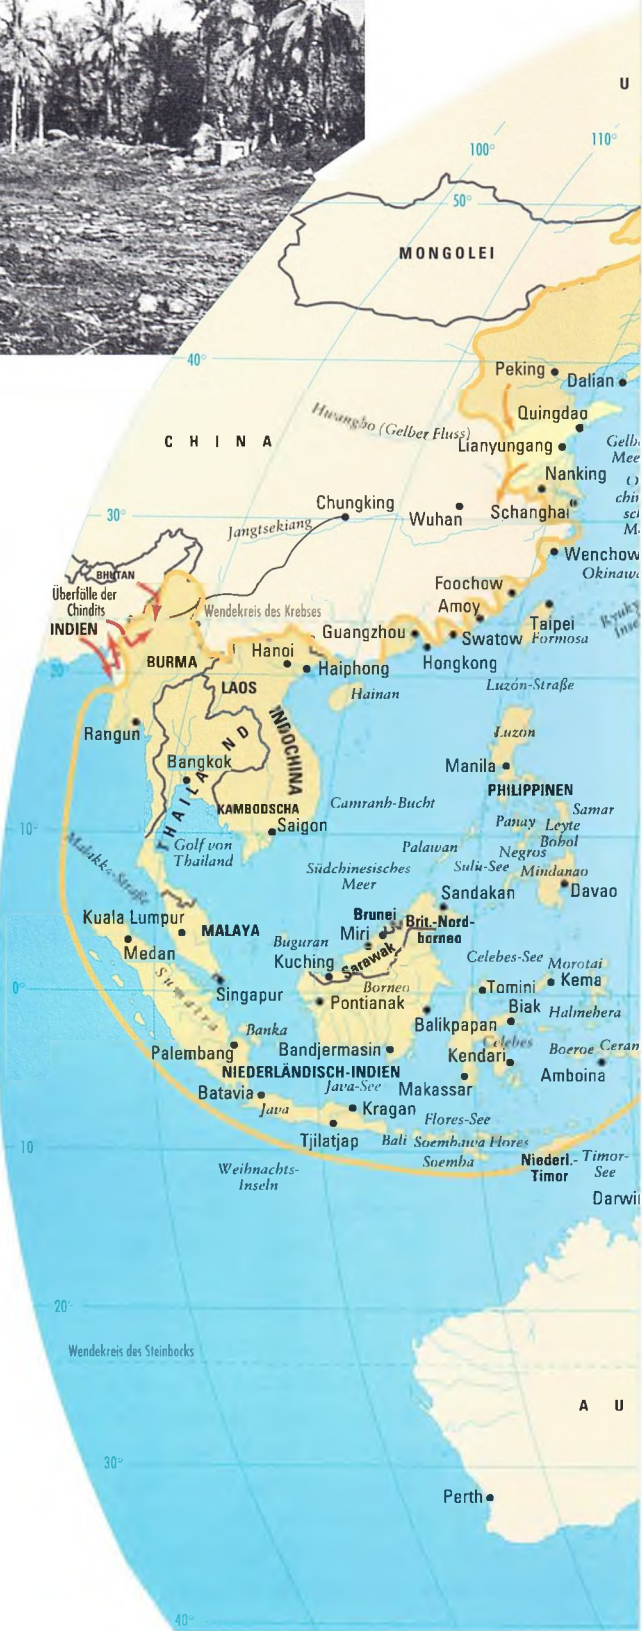 U
100°
110°
50°
MONGOLEI
40°
Peking
Dalian
Hwangho (Gelber Fluss)
Quingdao
CHINA
Lianyungang
Nanking
30°
Chungking
Jangtsekiang
Wuhan
Schanghai
Wenchow
Okinawa
BHUTAN
Überfälle der
Chindits
INDIEN
Wendekreis des Krebses
Foochow
Amoy
Taipei
Formosa
Guangzhou
Swatow
Hongkong
20
BURMA
Hanoi
Haiphong
LAOS
Hainan
Luzón-Straße
INDOCHINA
Rangun
THAILAND
Bangkok
Luzon
Manila
PHILIPPINEN
KAMBODSCHA
Saigon
Camranh-Bucht
Samar
Panay
Leyte
10°
Golf von
Thailand
Malakka-Straße
Palawan
Negros
Bohol
Südchinesisches
Meer
Sulu-See
Mindanao
Davao
Sandakan
Kuala Lumpur
MALAYA
Brunei
Brit.-Nord-
borneo
Miri
Medan
Buguran
Kuching
Sarawak
Celebes-See
Morotai
0°
Singapur
Sumatra
Borneo
Pontianak
Tomini
Kema
Biak
Halmehera
Banka
Balikpapan
Celebes
Palembang
Bandjermasin
Kendari
Boeroe
Ceran
NIEDERLÄNDISCH-INDIEN
Amboina
Java-See
Makassar
Batavia
Java
Kragan
Flores-See
Tjilatjap
10
Bali
Soembawa
Flores
Soemba
Niederl.-
Timor
Timor-
See
Weihnachts-
Inseln
Darwi
20°
Wendekreis des Steinbocks
AU
30°
Perth
40°